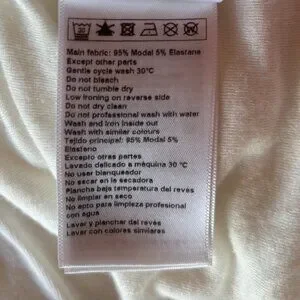 30
Main fabric: 95% Modal 5% Elastane
Except other parts
Gentle cycle wash 30°C
Do not bleach
Do not tumble dry
Low ironing on reverse side
Do not dry clean
Do not professional wash with water
Wash and Iron inside out
Wash with similar colours
Tejido principal: 95% Modal 5%
Elastano
Excepto otras partes
Lavado delicado a máquina 30 ºC
No usar blanqueador
No secar en la secadora
Plancha baja temperatura del revés
No limpiar en seco
No apto para limpieza profesional
con agua
Lavar y planchar del revés
Lavar con colores similares